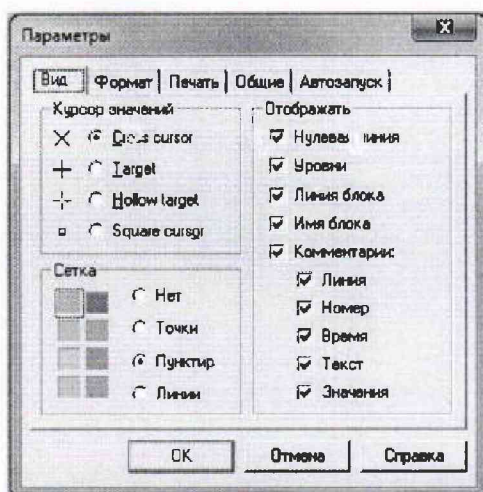 Параметры
Вид Формат Печать Общие Автозапуск
Курсор значений
Cross cursor
Target
Hollow target
Square cursor
Сетка
Нет
Точки
Пунктир
Линии
Отображать
Нулевая линия
Уровни
Линия блока
Имя блока
Комментарии:
Линия
Номер
Время
Текст
Значения
OK Отмена Справка